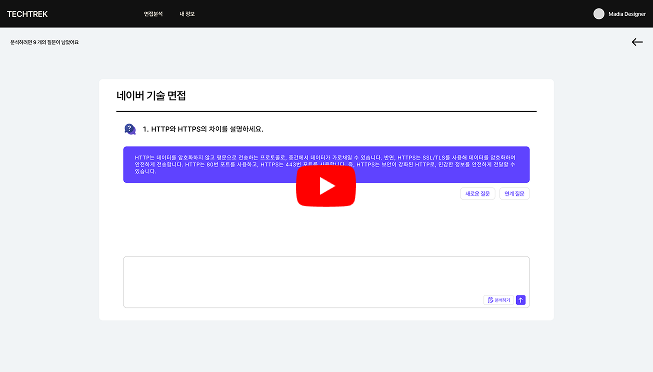 TECHTREK
면접분석
내 정보
Madia Designer
분석하려면 9 개의 질문이 남았어요
네이버 기술 면접
1. HTTP와 HTTPS의 차이를 설명하세요.
HTTP는 데이터를 암호화하지 않고 평문으로 전송하는 프로토콜로, 중간에서 데이터가 가로채일 수 있습니다. 반면, HTTPS는 SSL/TLS를 사용해 데이터를 암호화하여
안전하게 전송합니다. HTTP는 80번 포트를 사용하고, HTTPS는 443번 포트를 사용합니다. 즉, HTTPS는 보안이 강화된 HTTP로, 민감한 정보를 안전하게 전달할 수
있습니다.
새로운 질문
연계 질문
분석하기